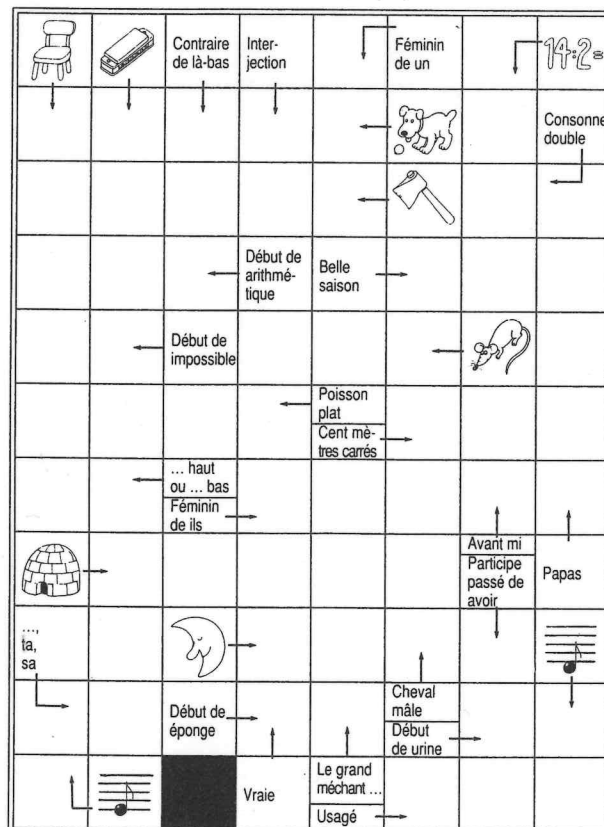 Contraire
de là-bas
Inter-
jection
Féminin
de un
14:2=
Consonne
double
Début de
arithmé-
tique
Belle
saison
Début de
impossible
Poisson
plat
Cent mè-
tres carrés
... haut
ou ... bas
Féminin
de ils
Avant mi
Participe
passé de
avoir
Papas
...,
ta,
sa
Début de
éponge
Cheval
mâle
Début
de urine
Vraie
Le grand
méchant ...
Usagé